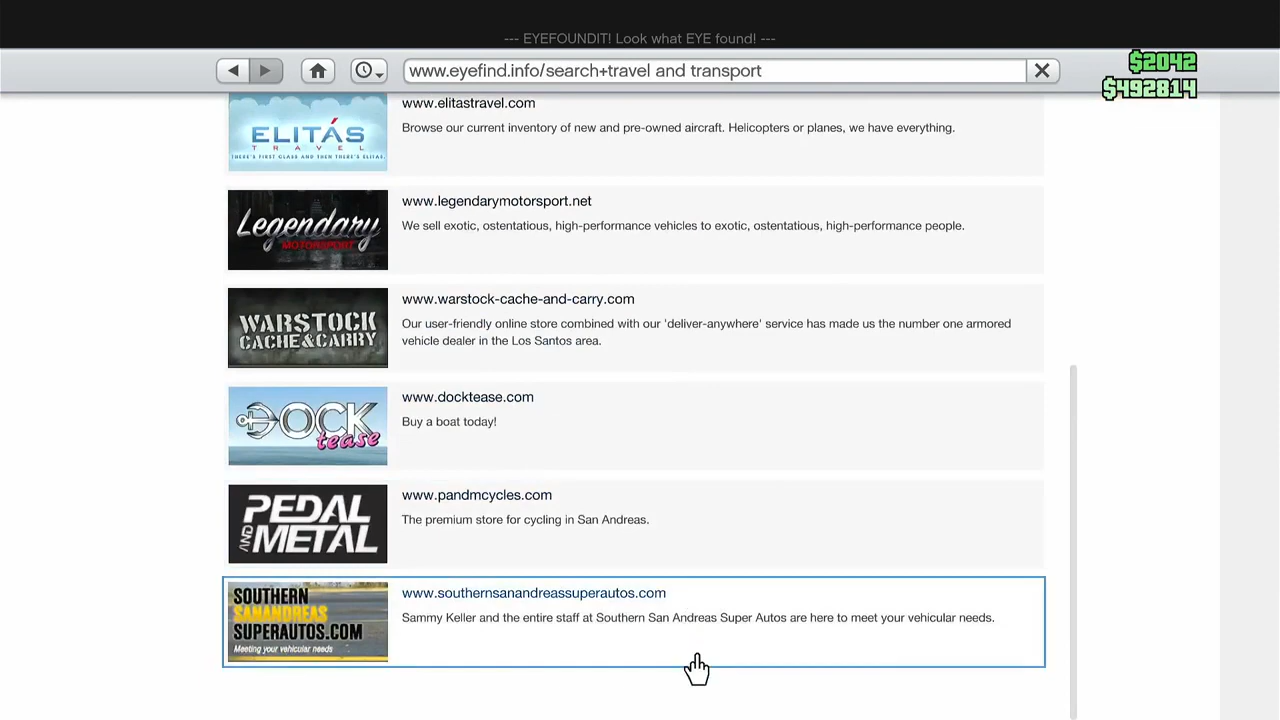 --- EYEFOUNDIT! Look what EYE found! ---
www.eyefind.info/search+travel and transport
$2042
$492814
ELITÁS
TRAVEL
THERE'S FIRST CLASS AND THEN THERE'S ELITAS.
www.elitastravel.com
Browse our current inventory of new and pre-owned aircraft. Helicopters or planes, we have everything.
Legendary
MOTORSPORT
www.legendarymotorsport.net
We sell exotic, ostentatious, high-performance vehicles to exotic, ostentatious, high-performance people.
WARSTOCK
CACHE&CARRY
www.warstock-cache-and-carry.com
Our user-friendly online store combined with our 'deliver-anywhere' service has made us the number one armored
vehicle dealer in the Los Santos area.
DOCK
tease
www.docktease.com
Buy a boat today!
PEDAL
AND METAL
www.pandmcycles.com
The premium store for cycling in San Andreas.
SOUTHERN
SANANDREAS
SUPERAUTOS.COM
Meeting your vehicular needs
www.southernsanandreassuperautos.com
Sammy Keller and the entire staff at Southern San Andreas Super Autos are here to meet your vehicular needs.